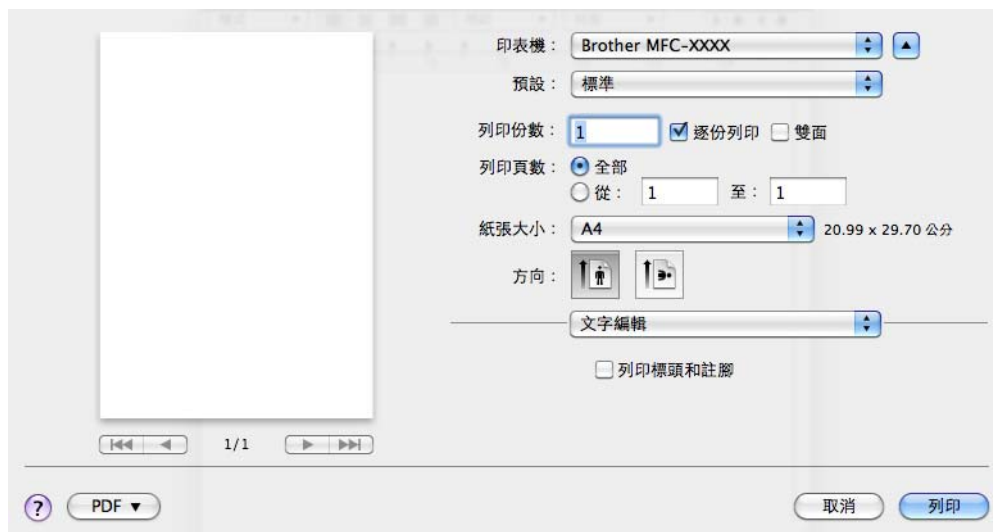 印表機： Brother MFC-XXXX
預設： 標準
列印份數： 1 逐份列印 雙面
列印頁數： 全部
從： 1 至： 1
紙張大小： A4 20.99 x 29.70 公分
方向：
文字編輯
列印標頭和註腳
1/1
? PDF ▼ 取消 列印